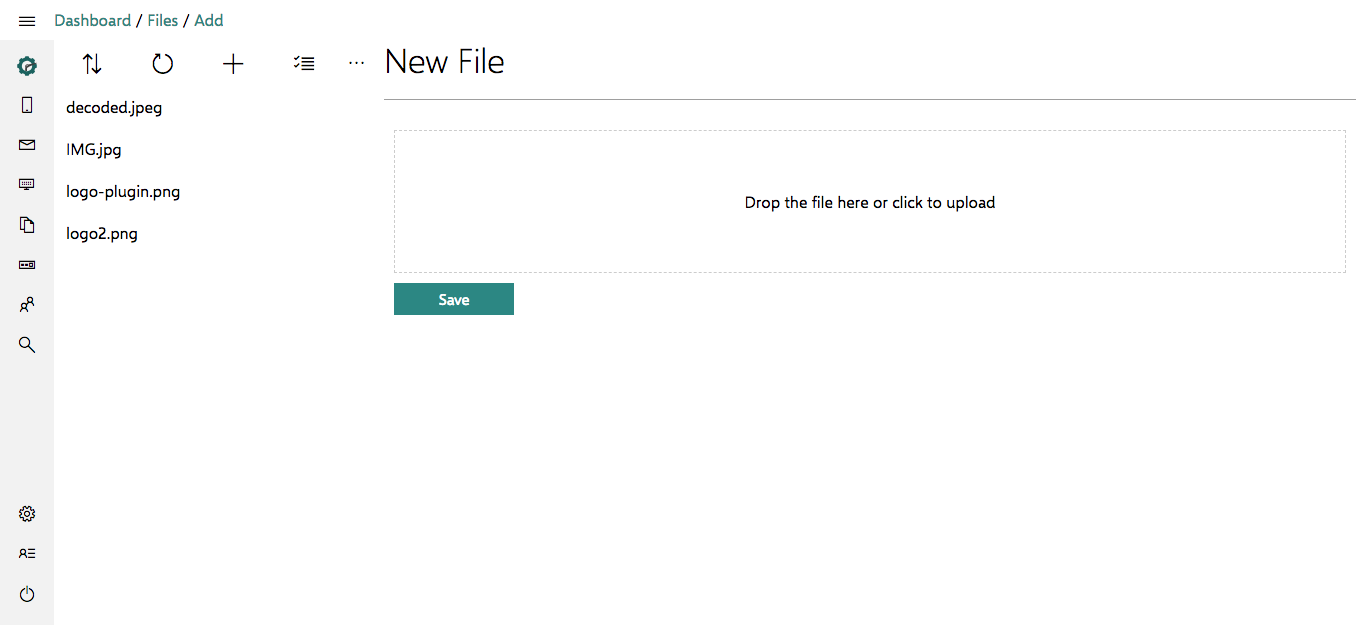 Dashboard / Files / Add
New File
decoded.jpeg
IMG.jpg
logo-plugin.png
logo2.png
Drop the file here or click to upload
Save